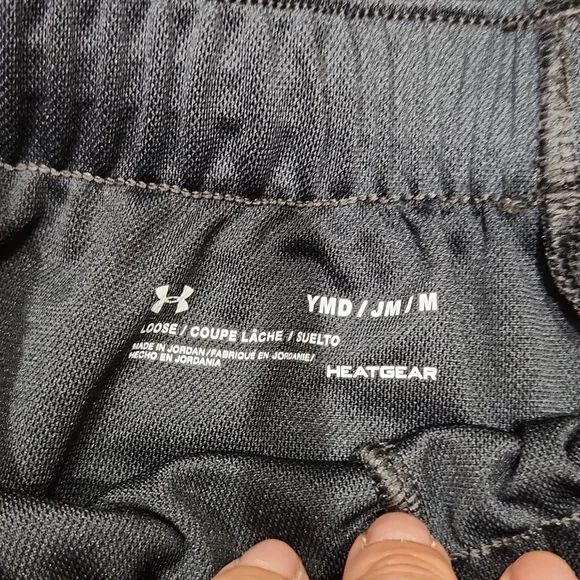 YMD / JM / M
LOOSE / COUPE LÂCHE / SUELTO
MADE IN JORDAN/FABRIQUÉ EN JORDANIE/
HECHO EN JORDANIA
HEATGEAR